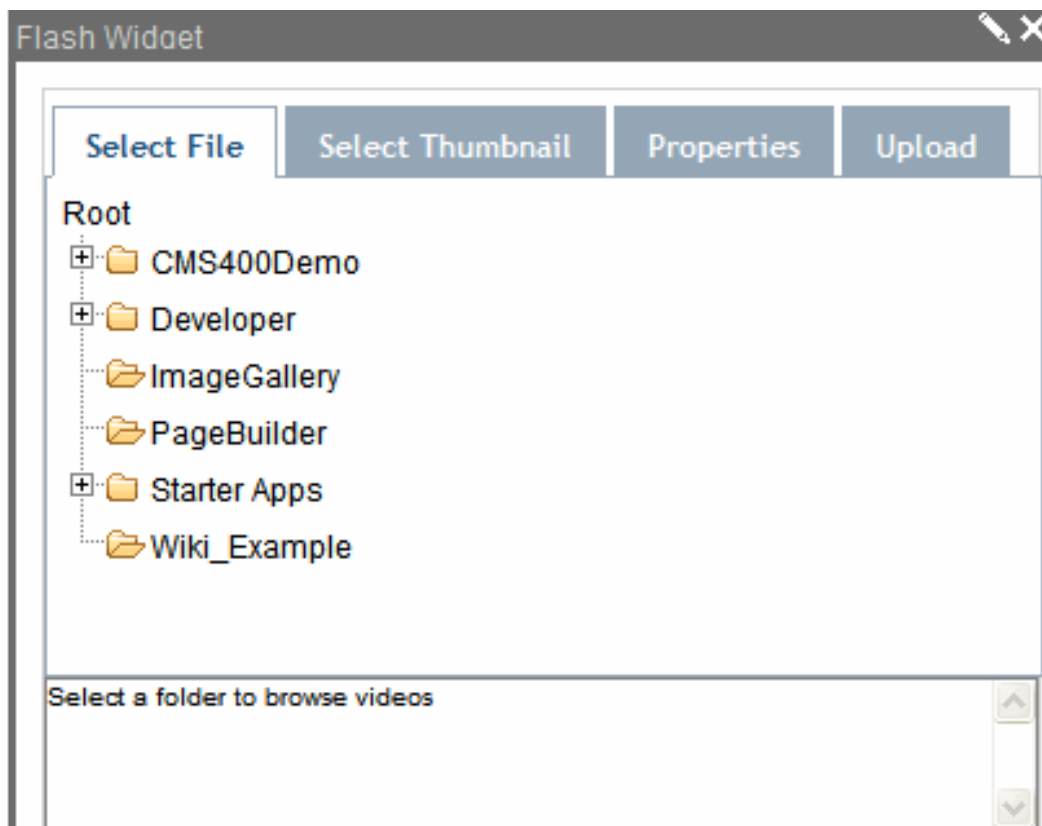 Flash Widget
Select File Select Thumbnail Properties Upload
Root
CMS400Demo
Developer
ImageGallery
PageBuilder
Starter Apps
Wiki_Example
Select a folder to browse videos